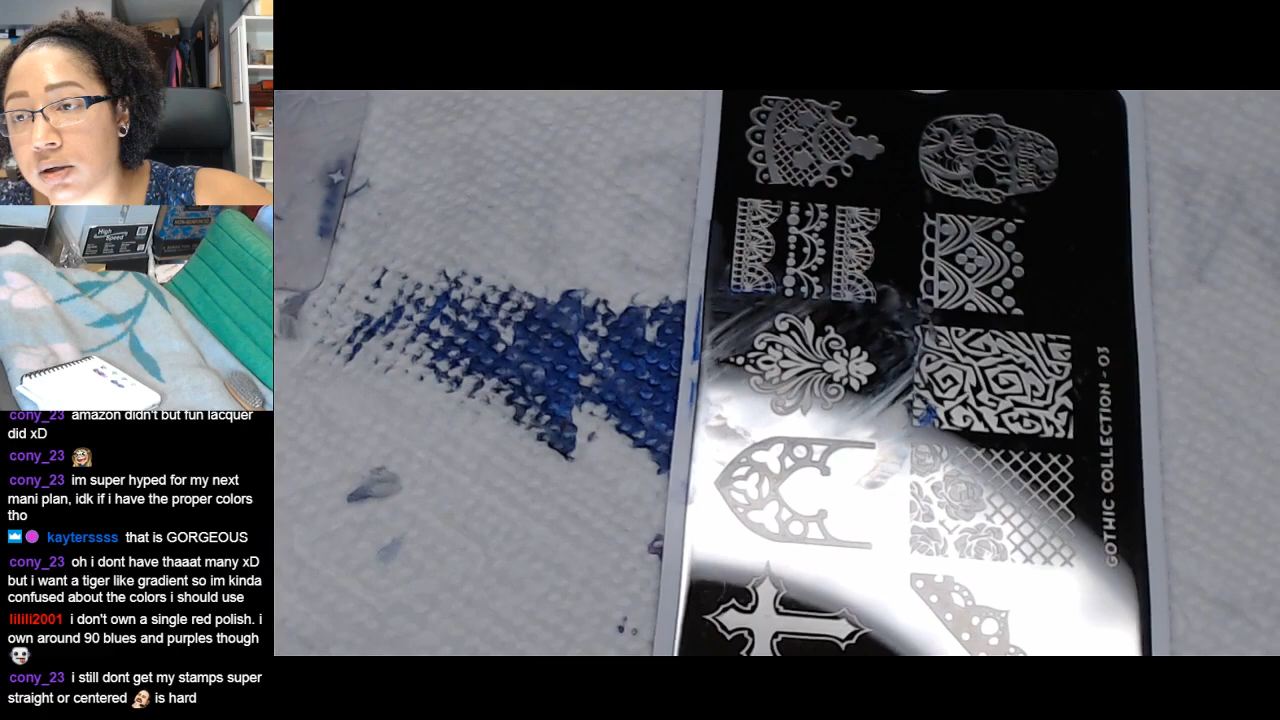 High
Speed
cony_23 amazon didn't but fun lacquer
did xD
cony_23
cony_23 im super hyped for my next
mani plan, idk if i have the proper colors
tho
kayterssss that is GORGEOUS
cony_23 oh i dont have thaaat many xD
but i want a tiger like gradient so im kinda
confused about the colors i should use
lilili2001 i don't own a single red polish. i
own around 90 blues and purples though
cony_23 i still dont get my stamps super
straight or centered is hard
GOTHIC COLLECTION - 03